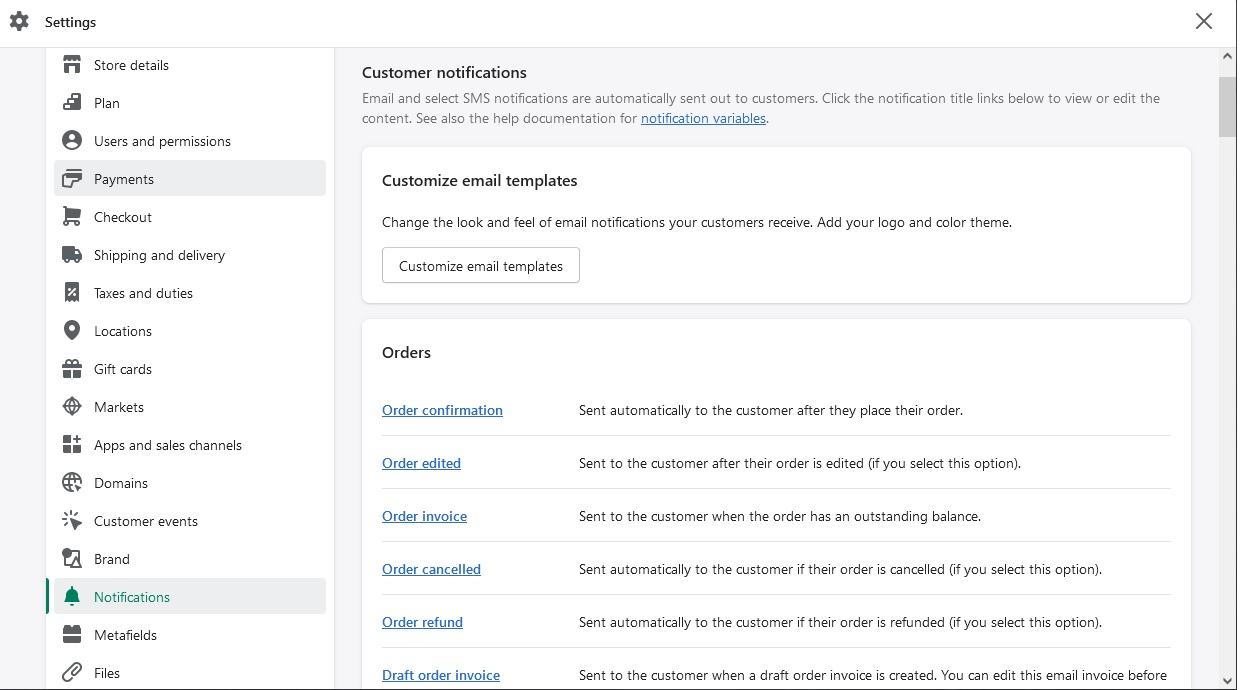 Settings
Store details
Plan
Users and permissions
Payments
Checkout
Shipping and delivery
Taxes and duties
Locations
Gift cards
Markets
Apps and sales channels
Domains
Customer events
Brand
Notifications
Metafields
Files
Customer notifications
Email and select SMS notifications are automatically sent out to customers. Click the notification title links below to view or edit the
content. See also the help documentation for notification variables.
Customize email templates
Change the look and feel of email notifications your customers receive. Add your logo and color theme.
Customize email templates
Orders
Order confirmation Sent automatically to the customer after they place their order.
Order edited Sent to the customer after their order is edited (if you select this option).
Order invoice Sent to the customer when the order has an outstanding balance.
Order cancelled Sent automatically to the customer if their order is cancelled (if you select this option).
Order refund Sent automatically to the customer if their order is refunded (if you select this option).
Draft order invoice Sent to the customer when a draft order invoice is created. You can edit this email invoice before